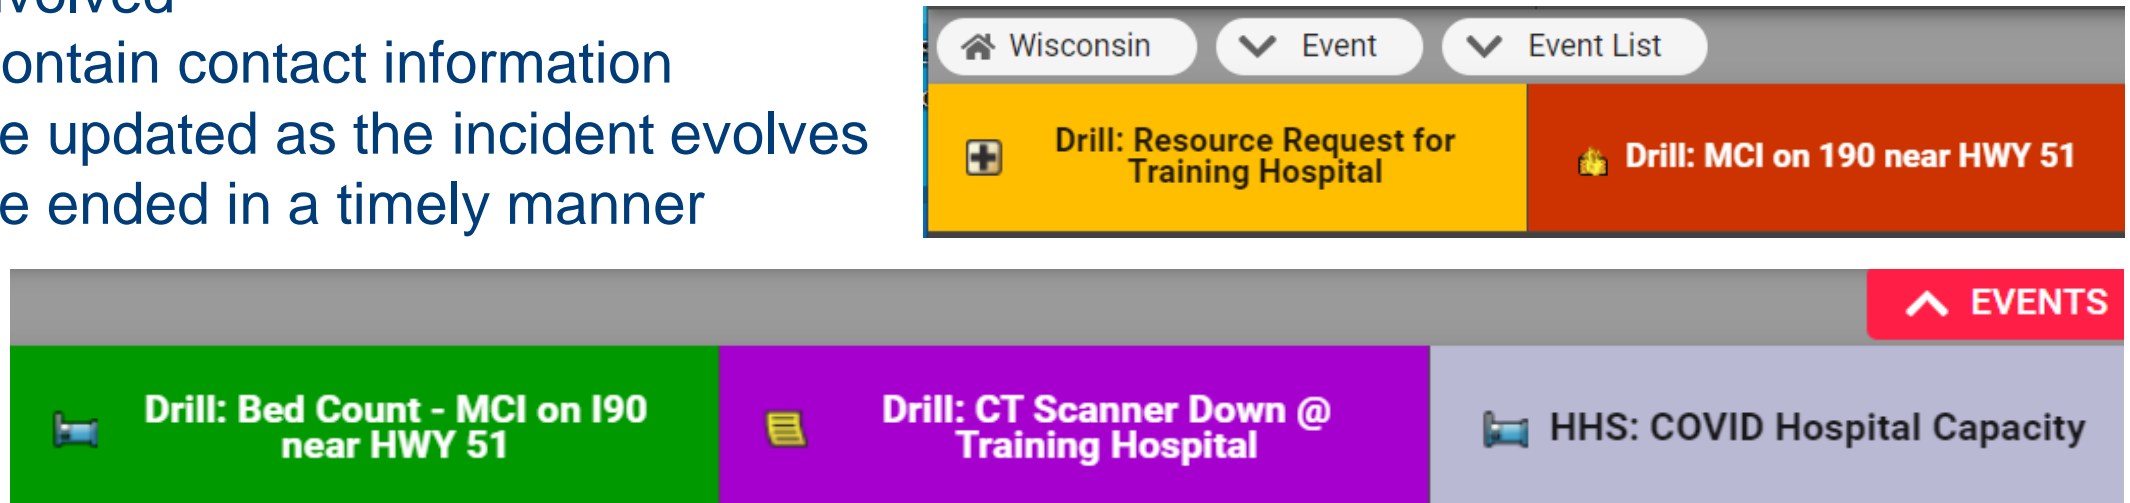 ontain contact information
e updated as the incident evolves
e ended in a timely manner
Wisconsin
Event
Event List
Drill: Resource Request for
Training Hospital
Drill: MCI on 190 near HWY 51
EVENTS
Drill: Bed Count - MCI on I90
near HWY 51
Drill: CT Scanner Down @
Training Hospital
HHS: COVID Hospital Capacity